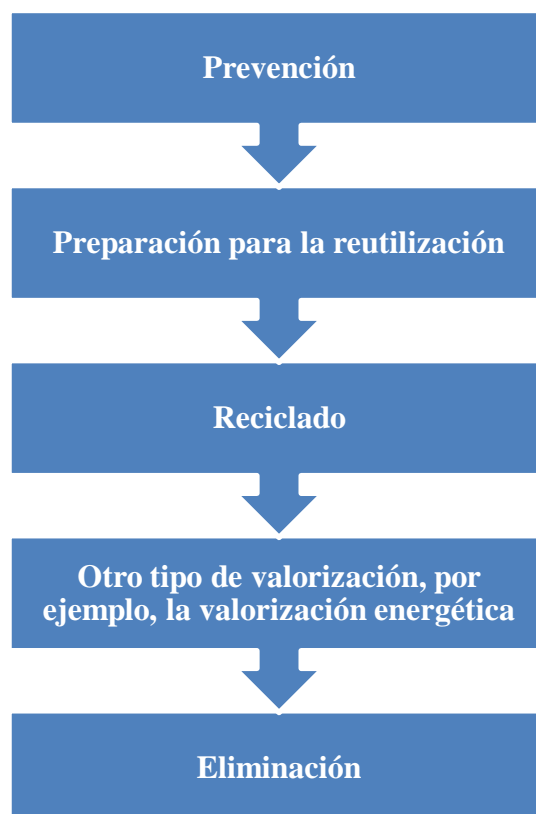 Prevención
Preparación para la reutilización
Reciclado
Otro tipo de valorización, por
ejemplo, la valorización energética
Eliminación